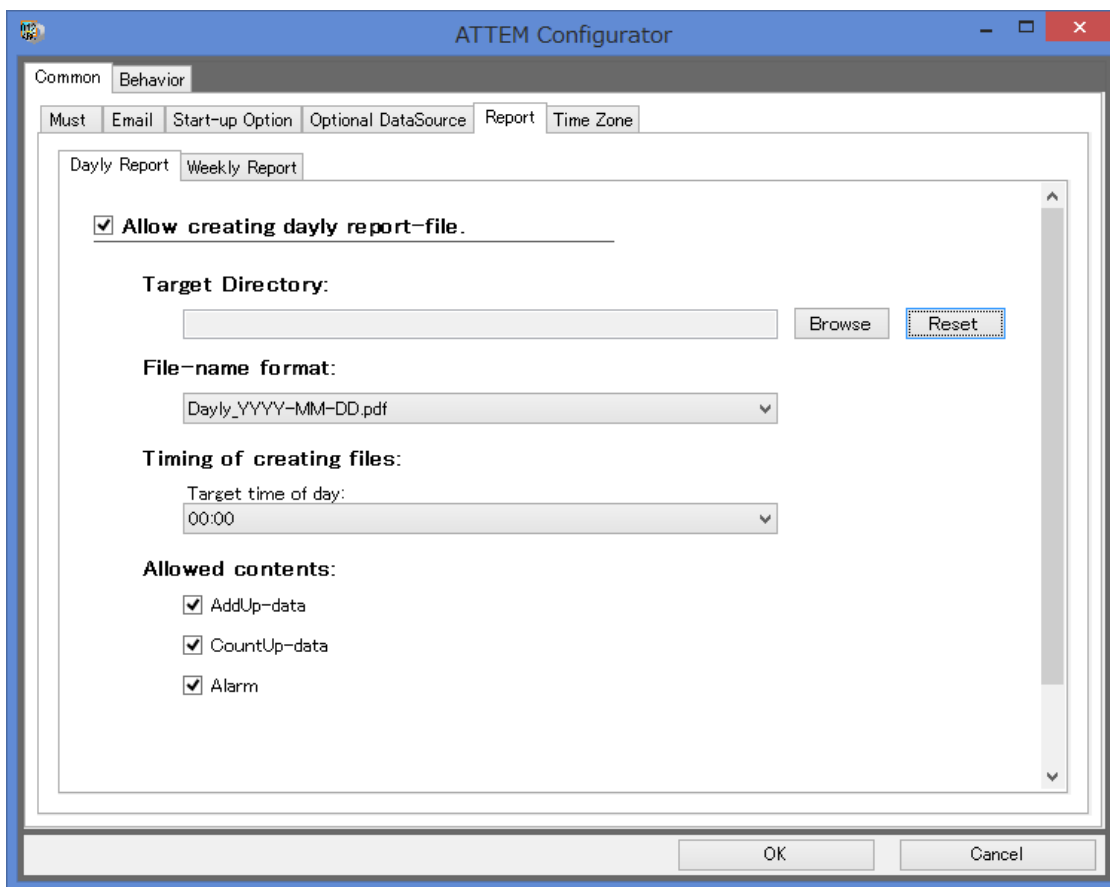 ATTEM Configurator
Common Behavior
Must Email Start-up Option Optional DataSource Report Time Zone
Dayly Report Weekly Report
Allow creating dayly report-file.
Target Directory:
Browse Reset
File-name format:
Dayly_YYYY-MM-DD.pdf
Timing of creating files:
Target time of day:
00:00
Allowed contents:
AddUp-data
CountUp-data
Alarm
OK Cancel